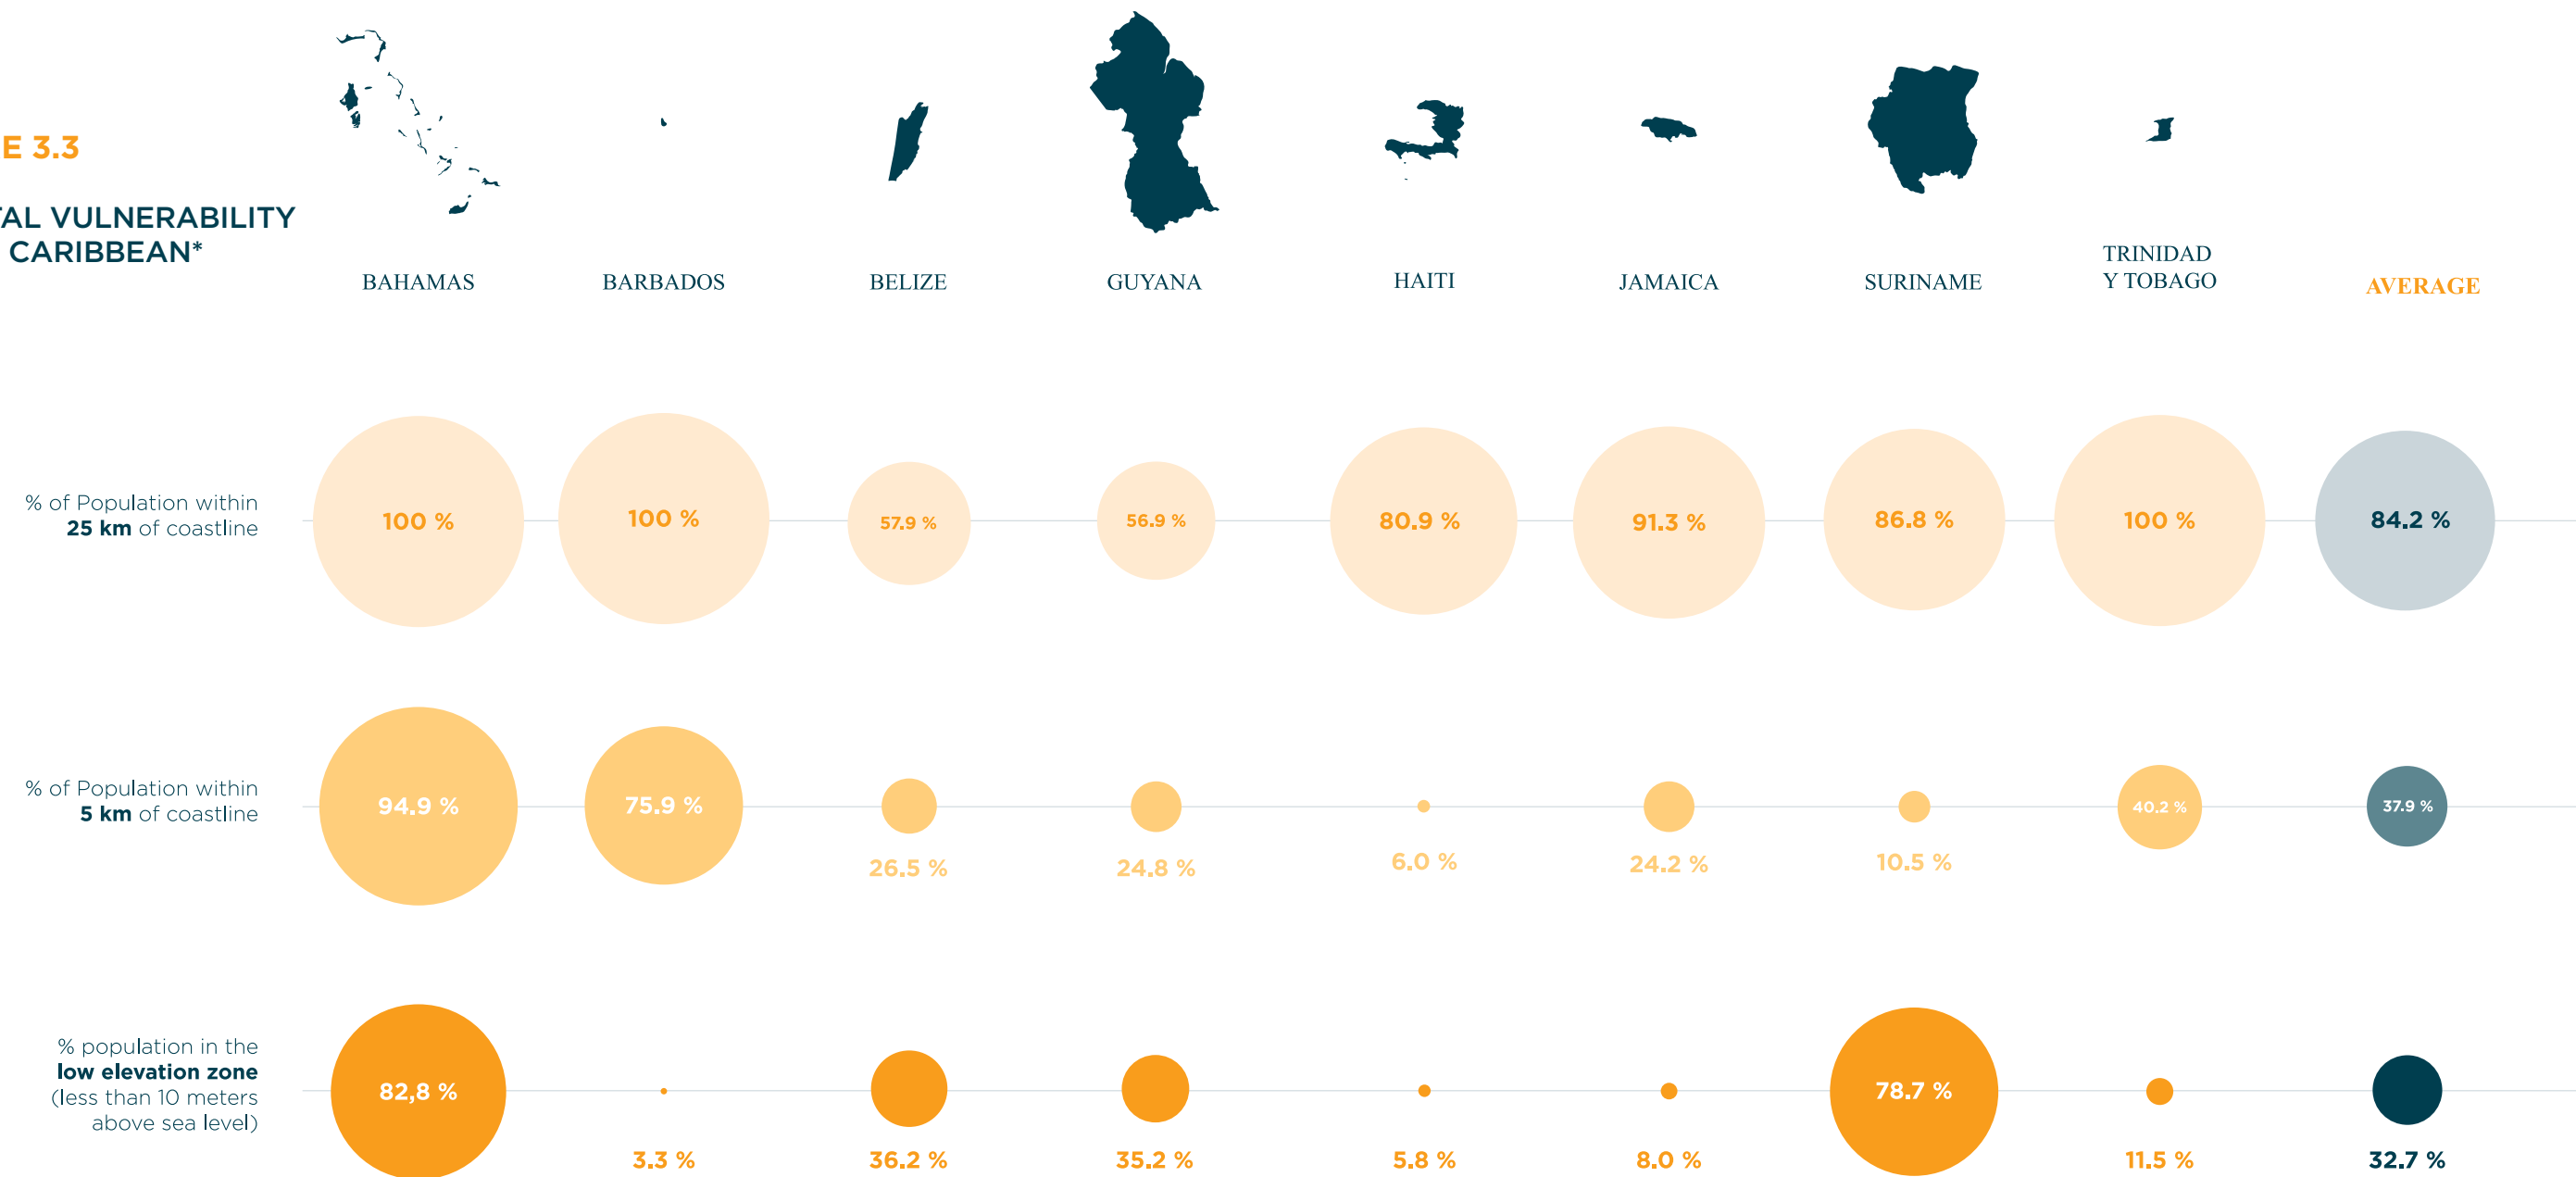 E 3.3
TAL VULNERABILITY
CARIBBEAN*
BAHAMAS
BARBADOS
BELIZE
GUYANA
HAITI
JAMAICA
SURINAME
TRINIDAD
Y TOBAGO
AVERAGE
% of Population within
25 km of coastline
100 %
100 %
57.9 %
56.9 %
80.9 %
91.3 %
86.8 %
100 %
84.2 %
% of Population within
5 km of coastline
94.9 %
75.9 %
26.5 %
24.8 %
6.0 %
24.2 %
10.5 %
40.2 %
37.9 %
% population in the
low elevation zone
(less than 10 meters
above sea level)
82,8 %
3.3 %
36.2 %
35.2 %
5.8 %
8.0 %
78.7 %
11.5 %
32.7 %